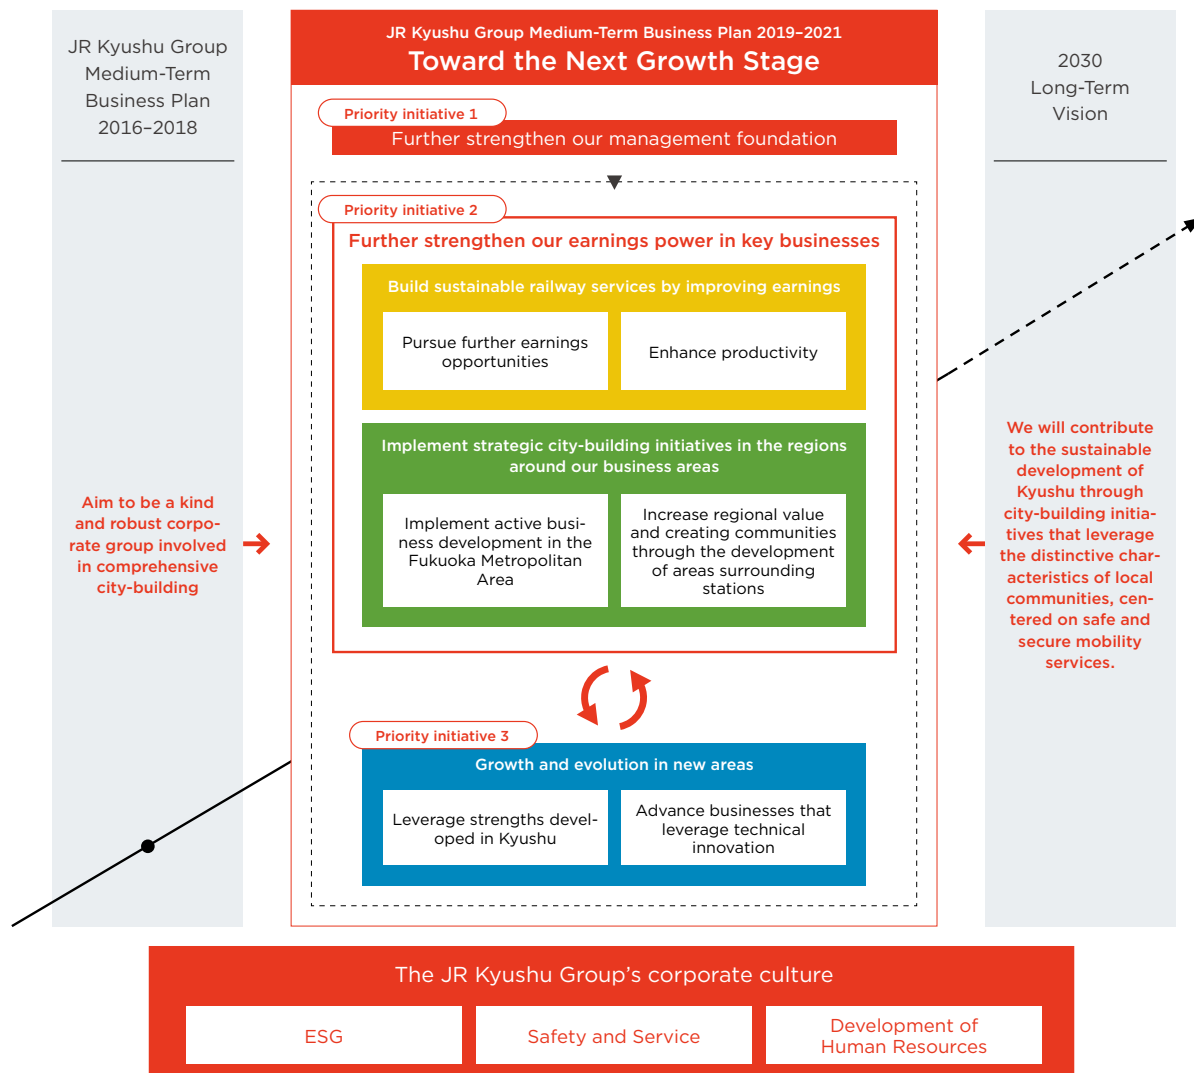 JR Kyushu Group
Medium-Term
Business Plan
2016–2018
Aim to be a kind
and robust corpo-
rate group involved
in comprehensive
city-building
JR Kyushu Group Medium-Term Business Plan 2019–2021
Toward the Next Growth Stage
Priority initiative 1
Further strengthen our management foundation
Priority initiative 2
Further strengthen our earnings power in key businesses
Build sustainable railway services by improving earnings
Pursue further earnings
opportunities
Enhance productivity
Implement strategic city-building initiatives in the regions
around our business areas
Implement active busi-
ness development in the
Fukuoka Metropolitan
Area
Increase regional value
and creating communities
through the development
of areas surrounding
stations
Priority initiative 3
Growth and evolution in new areas
Leverage strengths devel-
oped in Kyushu
Advance businesses that
leverage technical
innovation
2030
Long-Term
Vision
We will contribute
to the sustainable
development of
Kyushu through
city-building initia-
tives that leverage
the distinctive char-
acteristics of local
communities, cen-
tered on safe and
secure mobility
services.
The JR Kyushu Group’s corporate culture
ESG
Safety and Service
Development of
Human Resources